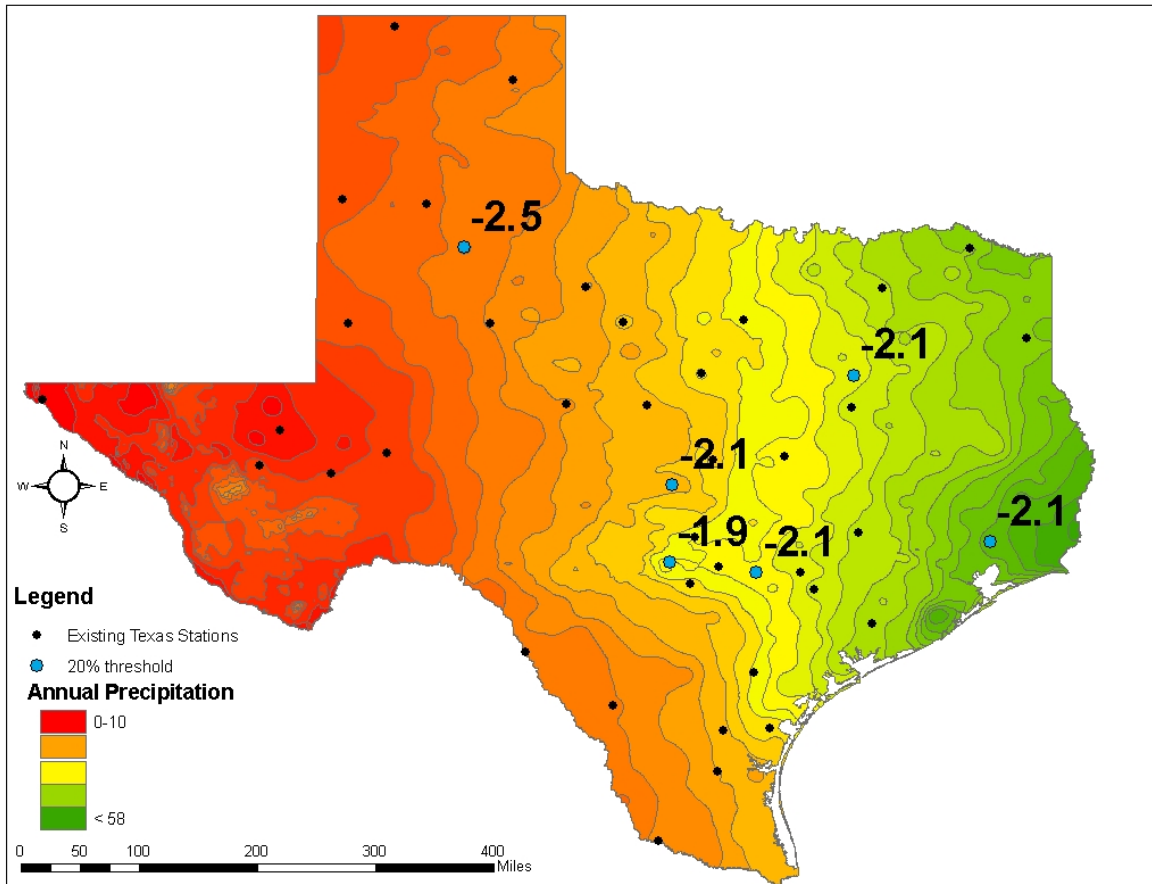 -2.5
-2.1
-2.1
-1.9
-2.1
-2.1
N
W E
S
Legend
Existing Texas Stations
20% threshold
Annual Precipitation
0-10
< 58
0 50 100 200 300 400
Miles